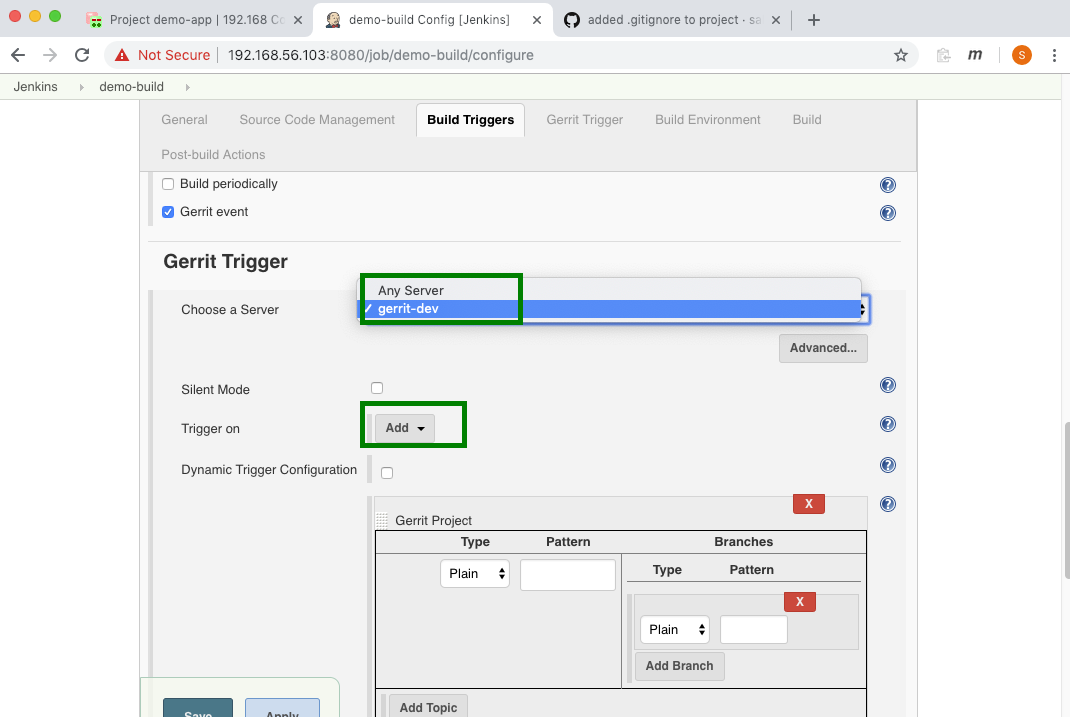 Project demo-app | 192.168 Co
demo-build Config [Jenkins]
added .gitignore to project · sa
Not Secure
192.168.56.103:8080/job/demo-build/configure
m
S
Jenkins
demo-build
General
Source Code Management
Build Triggers
Gerrit Trigger
Build Environment
Build
Post-build Actions
Build periodically
?
Gerrit event
?
Gerrit Trigger
Any Server
Choose a Server
✓ gerrit-dev
Advanced...
Silent Mode
?
Trigger on
Add
?
Dynamic Trigger Configuration
?
X
?
Gerrit Project
Type
Pattern
Branches
Plain
Type
Pattern
X
Plain
Add Branch
Add Topic
Save
Apply